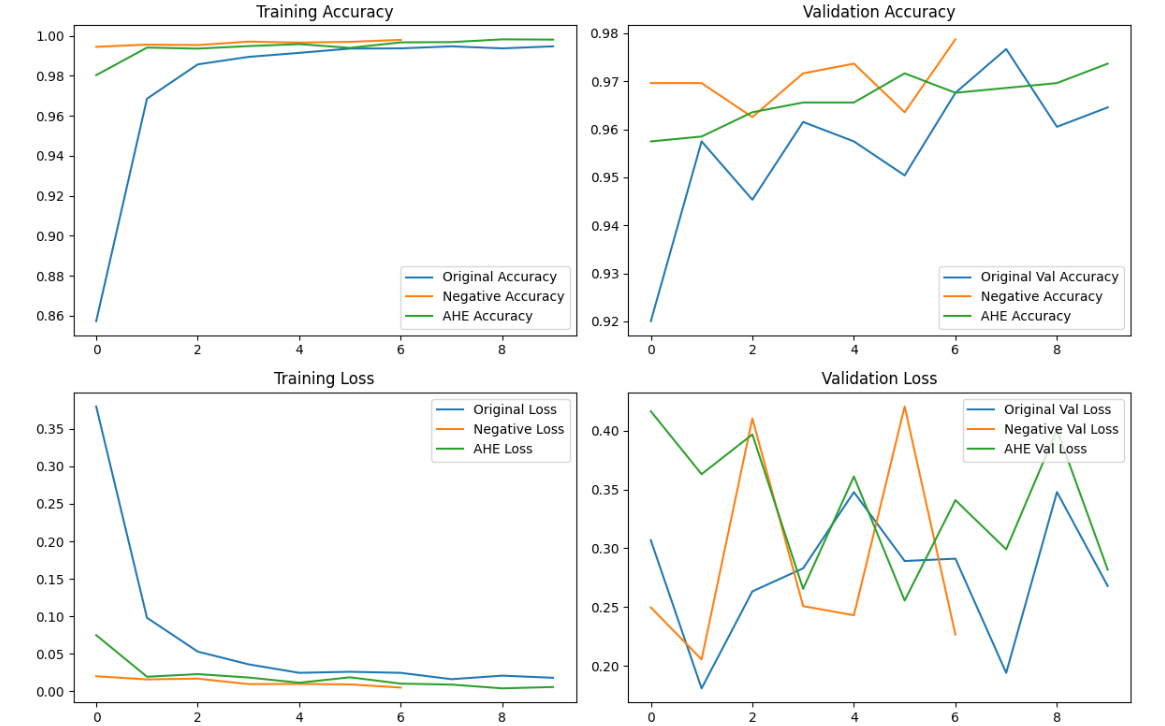 Training Accuracy
1.00
0.98
0.96
0.94
0.92
0.90
0.88
0.86
0 2 4 6 8
Original Accuracy
Negative Accuracy
AHE Accuracy
Validation Accuracy
0.98
0.97
0.96
0.95
0.94
0.93
0.92
0 2 4 6 8
Original Val Accuracy
Negative Accuracy
AHE Accuracy
Training Loss
0.35
0.30
0.25
0.20
0.15
0.10
0.05
0.00
0 2 4 6 8
Original Loss
Negative Loss
AHE Loss
Validation Loss
0.40
0.35
0.30
0.25
0.20
0 2 4 6 8
Original Val Loss
Negative Val Loss
AHE Val Loss